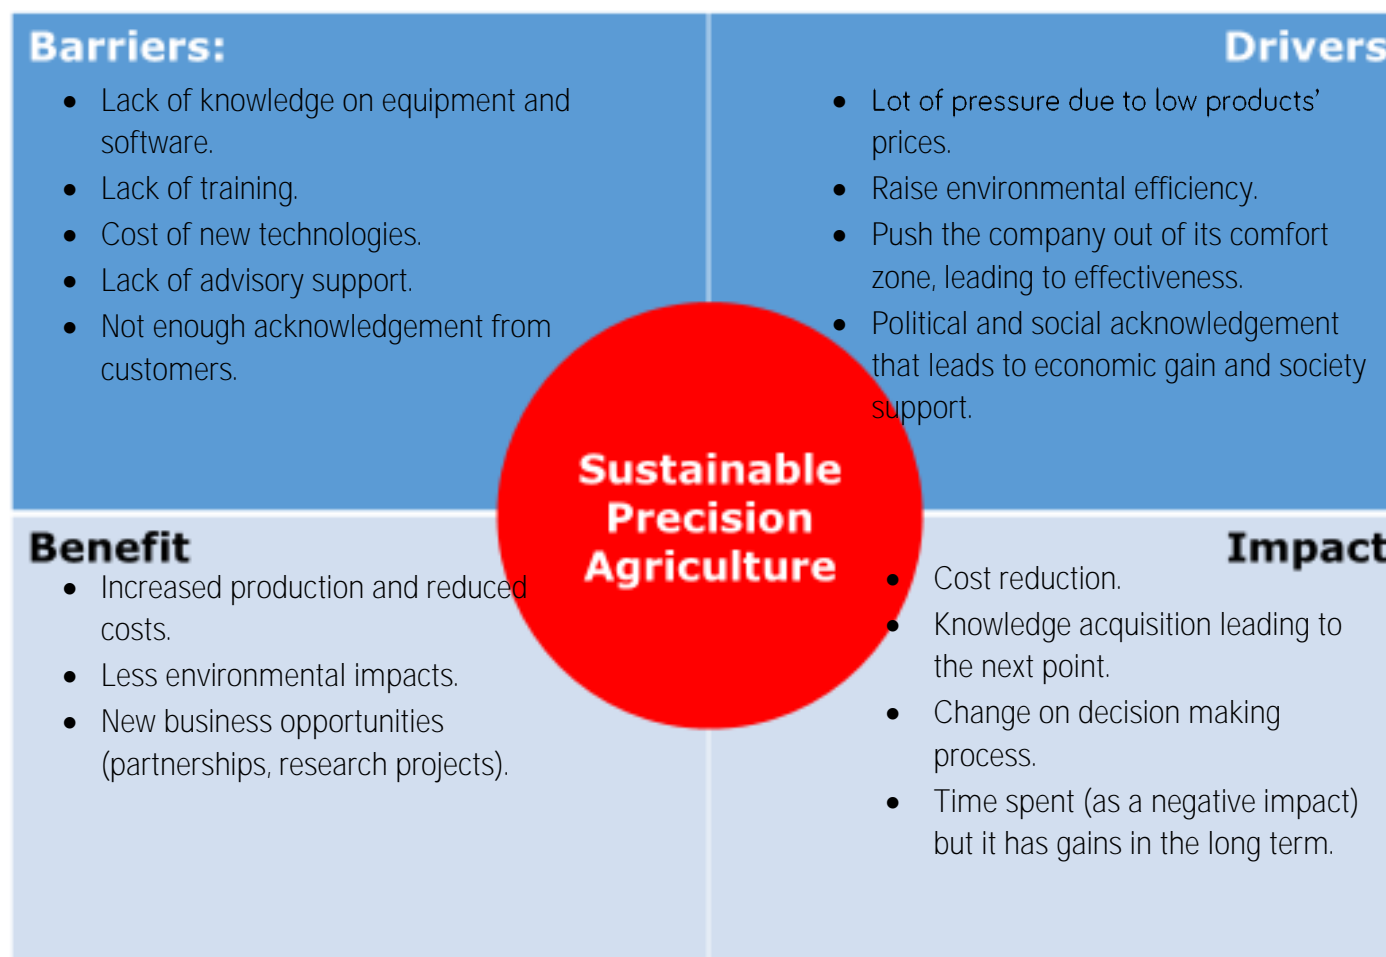 Barriers:
• Lack of knowledge on equipment and
software.
• Lack of training.
• Cost of new technologies.
• Lack of advisory support.
• Not enough acknowledgement from
customers.
Drivers
• Lot of pressure due to low products’
prices.
• Raise environmental efficiency.
• Push the company out of its comfort
zone, leading to effectiveness.
• Political and social acknowledgement
that leads to economic gain and society
support.
Sustainable
Precision
Agriculture
Benefit
• Increased production and reduced
costs.
• Less environmental impacts.
• New business opportunities
(partnerships, research projects).
Impact
• Cost reduction.
• Knowledge acquisition leading to
the next point.
• Change on decision making
process.
• Time spent (as a negative impact)
but it has gains in the long term.